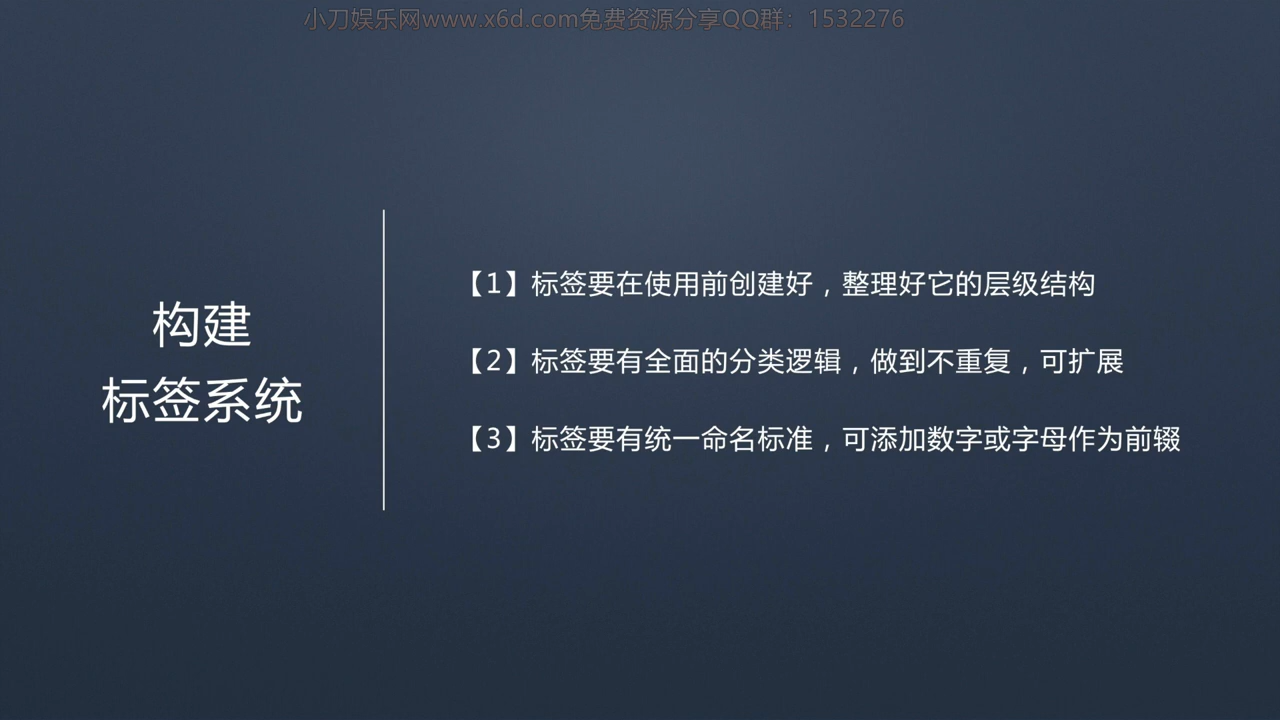 小刀娱乐网www.x6d.com免费资源分享QQ群：1532276
构建
标签系统
【1】标签要在使用前创建好，整理好它的层级结构
【2】标签要有全面的分类逻辑，做到不重复，可扩展
【3】标签要有统一命名标准，可添加数字或字母作为前辍